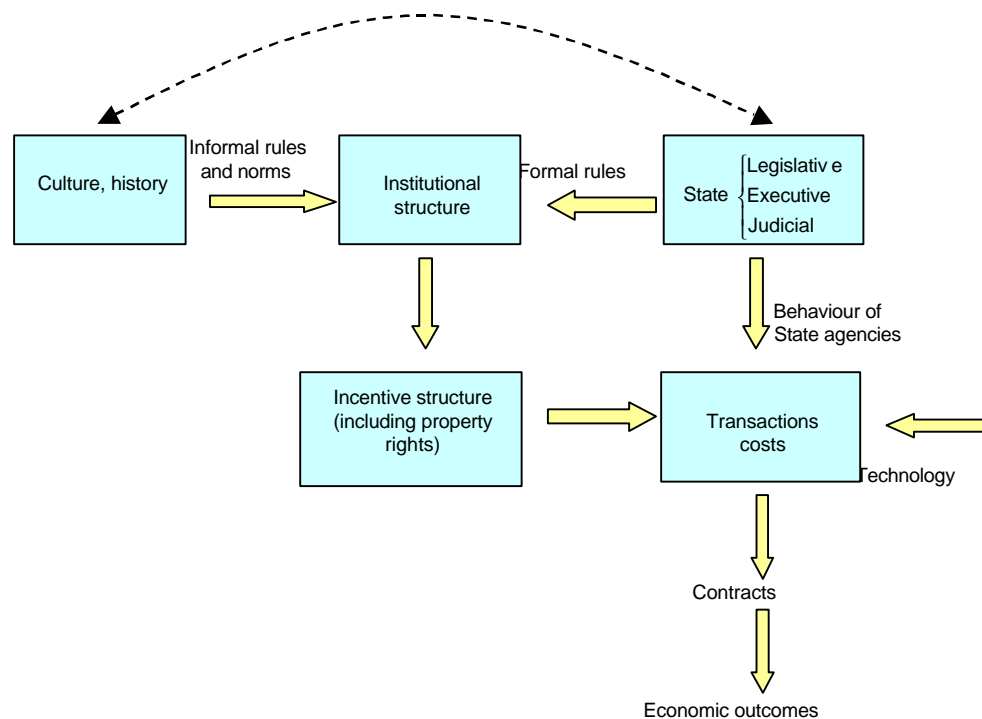 Culture, history
Informal rules
and norms
Institutional
structure
Formal rules
State
Legislativ e
Executive
Judicial
Behaviour of
State agencies
Incentive structure
(including property
rights)
Transactions
costs
Technology
Contracts
Economic outcomes